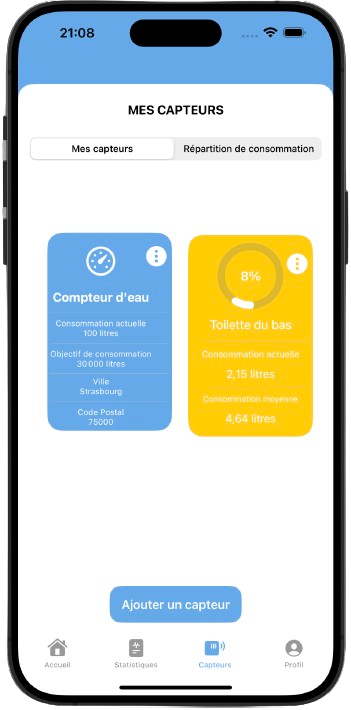 21:08
MES CAPTEURS
Mes capteurs
Répartition de consommation
Compteur d'eau
Consommation actuelle
100 litres
Objectif de consommation
30 000 litres
Ville
Strasbourg
Code Postal
75000
8%
Toilette du bas
Consommation actuelle
2,15 litres
Consommation moyenne
4,64 litres
Ajouter un capteur
Accueil
Statistiques
Capteurs
Profil